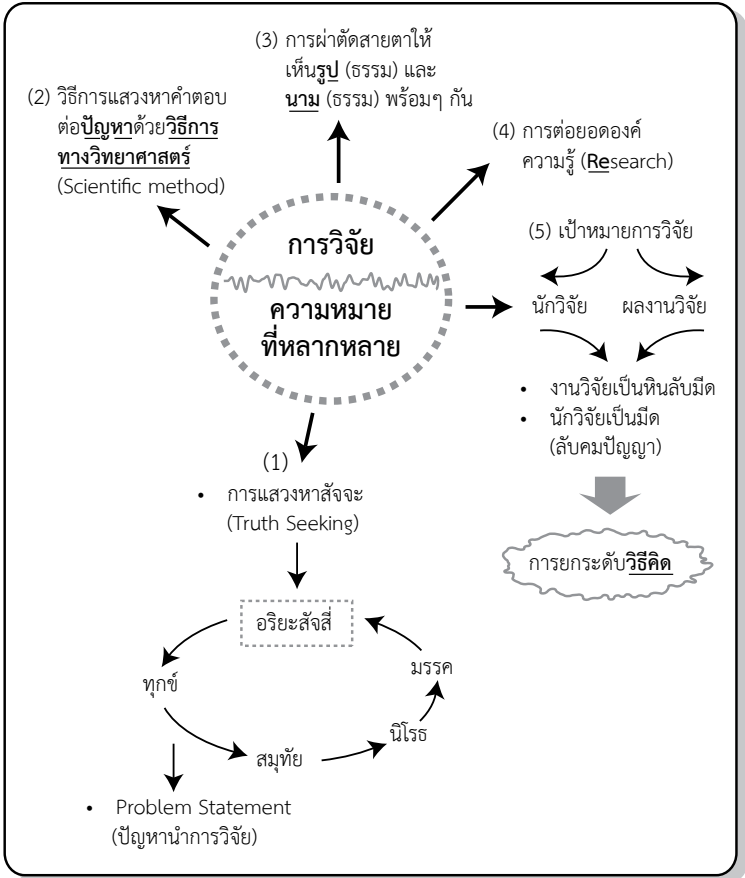 การวิจัย
ความหมาย
ที่หลากหลาย
(1)
• การแสวงหาสัจจะ
(Truth Seeking)
อริยะสัจสี่
ทุกข์
สมุทัย
นิโรธ
มรรค
• Problem Statement
(ปัญหานำการวิจัย)
(2) วิธีการแสวงหาคำตอบ
ต่อปัญหาด้วยวิธีการ
ทางวิทยาศาสตร์
(Scientific method)
(3) การผ่าตัดสายตาให้
เห็นรูป (ธรรม) และ
นาม (ธรรม) พร้อมๆ กัน
(4) การต่อยอดองค์
ความรู้ (Research)
(5) เป้าหมายการวิจัย
นักวิจัย ผลงานวิจัย
• งานวิจัยเป็นหินลับมีด
• นักวิจัยเป็นมีด
(ลับคมปัญญา)
การยกระดับวิธีคิด